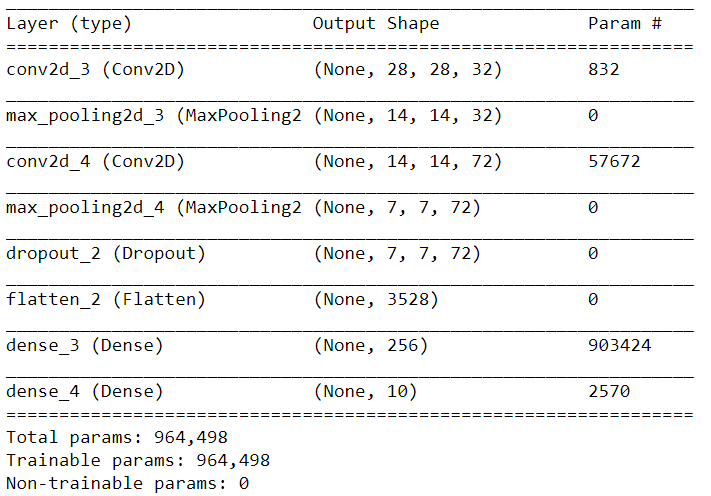 _________________________________________________________________
Layer (type)                 Output Shape              Param #
=================================================================
conv2d_3 (Conv2D)            (None, 28, 28, 32)        832
_________________________________________________________________
max_pooling2d_3 (MaxPooling2 (None, 14, 14, 32)        0
_________________________________________________________________
conv2d_4 (Conv2D)            (None, 14, 14, 72)        57672
_________________________________________________________________
max_pooling2d_4 (MaxPooling2 (None, 7, 7, 72)          0
_________________________________________________________________
dropout_2 (Dropout)          (None, 7, 7, 72)          0
_________________________________________________________________
flatten_2 (Flatten)          (None, 3528)              0
_________________________________________________________________
dense_3 (Dense)              (None, 256)               903424
_________________________________________________________________
dense_4 (Dense)              (None, 10)                2570
=================================================================
Total params: 964,498
Trainable params: 964,498
Non-trainable params: 0